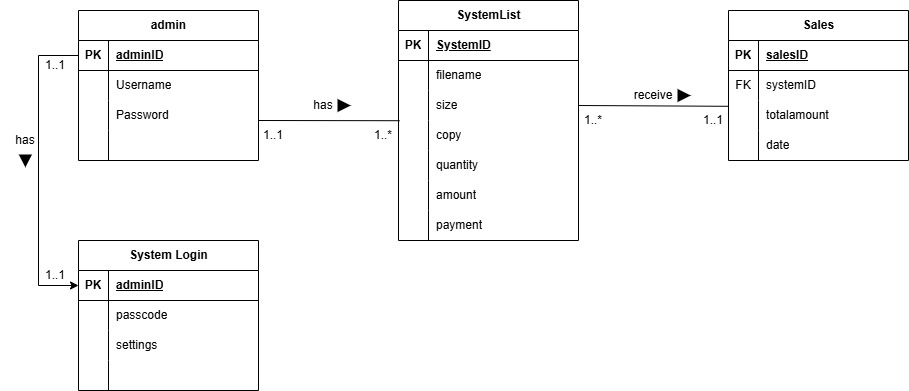 admin
PK adminID
Username
Password
1..1
has
1..1
has
1..1
1..*
SystemList
PK SystemID
filename
size
copy
quantity
amount
payment
receive
1..*
1..1
Sales
PK salesID
FK systemID
totalamount
date
System Login
PK adminID
passcode
settings